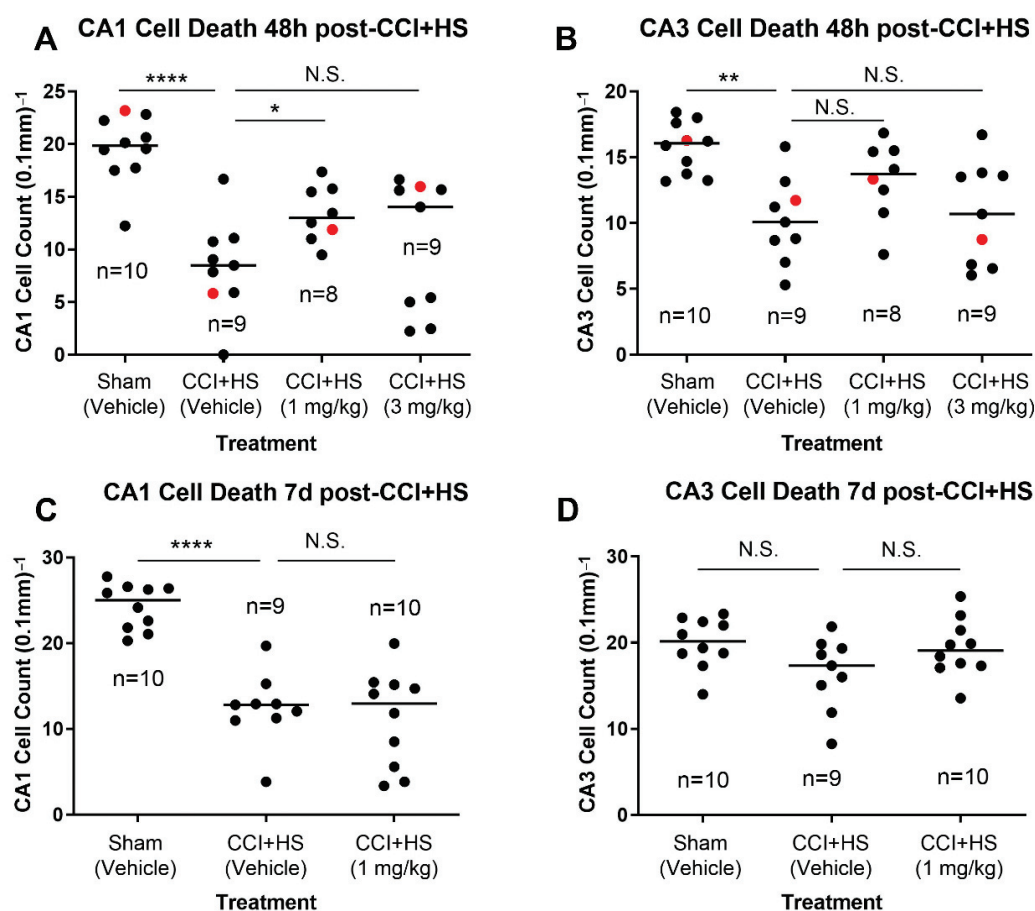 A
CA1 Cell Death 48h post-CCI+HS
CA1 Cell Count (0.1mm)⁻¹
25
20
15
10
5
0
****
N.S.
*
n=10
n=9
n=8
n=9
Sham
(Vehicle)
CCI+HS
(Vehicle)
CCI+HS
(1 mg/kg)
CCI+HS
(3 mg/kg)
Treatment
B
CA3 Cell Death 48h post-CCI+HS
CA3 Cell Count (0.1mm)⁻¹
20
15
10
5
0
**
N.S.
N.S.
n=10
n=9
n=8
n=9
Sham
(Vehicle)
CCI+HS
(Vehicle)
CCI+HS
(1 mg/kg)
CCI+HS
(3 mg/kg)
Treatment
C
CA1 Cell Death 7d post-CCI+HS
CA1 Cell Count (0.1mm)⁻¹
30
20
10
0
****
N.S.
n=10
n=9
n=10
Sham
(Vehicle)
CCI+HS
(Vehicle)
CCI+HS
(1 mg/kg)
Treatment
D
CA3 Cell Death 7d post-CCI+HS
CA3 Cell Count (0.1mm)⁻¹
30
20
10
0
N.S.
N.S.
n=10
n=9
n=10
Sham
(Vehicle)
CCI+HS
(Vehicle)
CCI+HS
(1 mg/kg)
Treatment